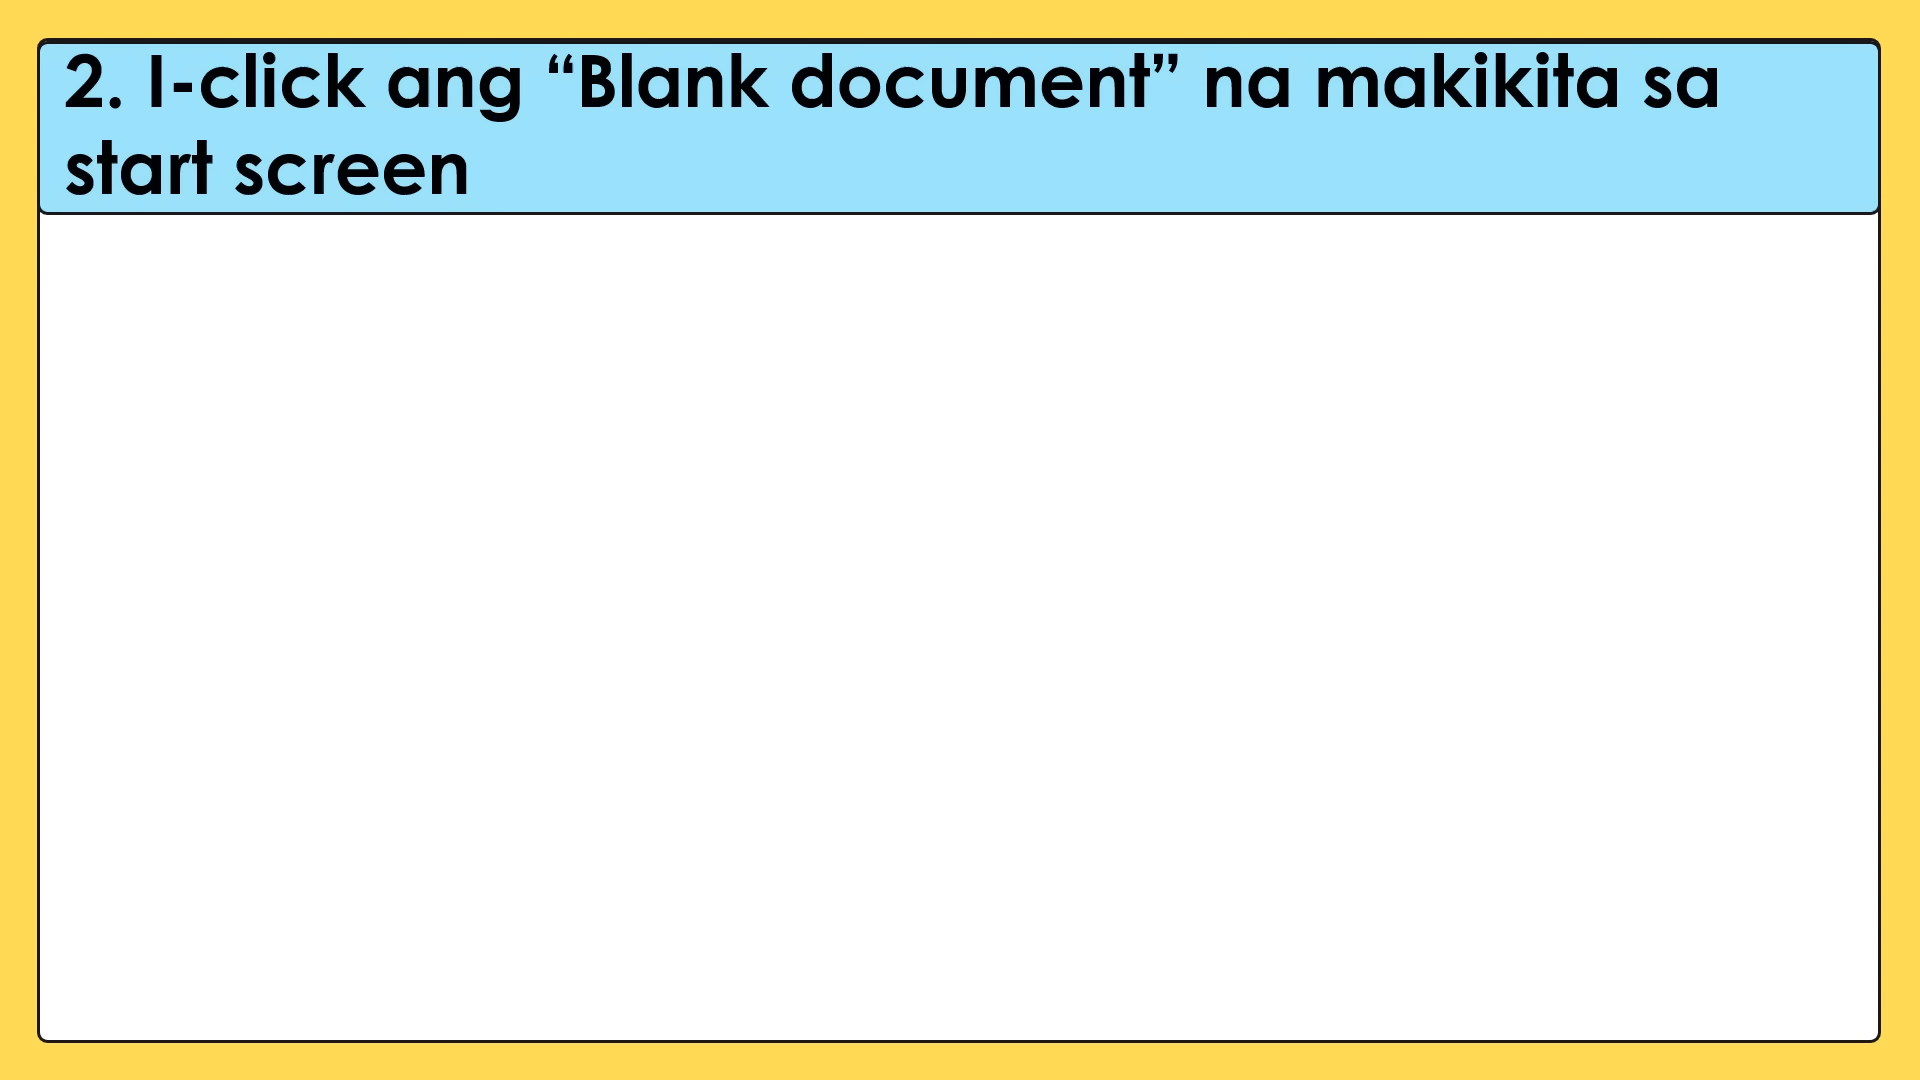 2. I-click ang “Blank document” na makikita sa
start screen